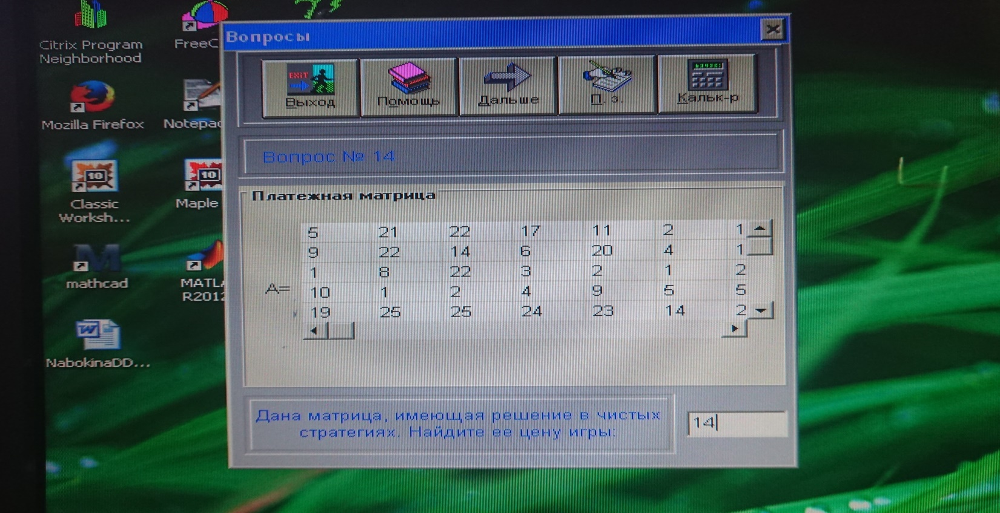 Citrix Program
Neighborhood
FreeC
Mozilla Firefox
Notepad
Classic
Worksh...
Maple
mathcad
MATLA
R2012
NabokinaDD...
Вопросы
EXIT
Выход
Помощь
Дальше
П. з.
Кальк-р
Вопрос № 14
Платежная матрица
A=
5 21 22 17 11 2 1
9 22 14 6 20 4 1
1 8 22 3 2 1 2
10 1 2 4 9 5 5
19 25 25 24 23 14 2
Дана матрица, имеющая решение в чистых
стратегиях. Найдите ее цену игры:
14